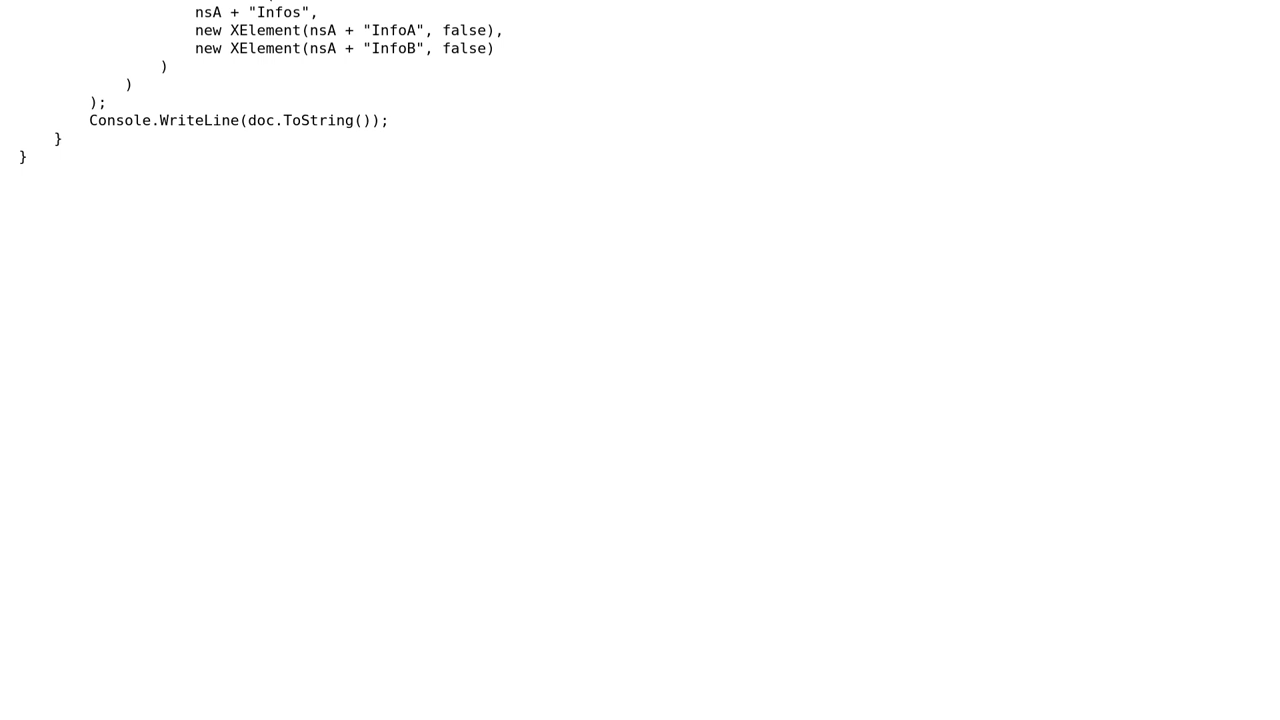 nsA + "Infos",
new XElement(nsA + "InfoA", false),
new XElement(nsA + "InfoB", false)
)
)
);
Console.WriteLine(doc.ToString());
}
}